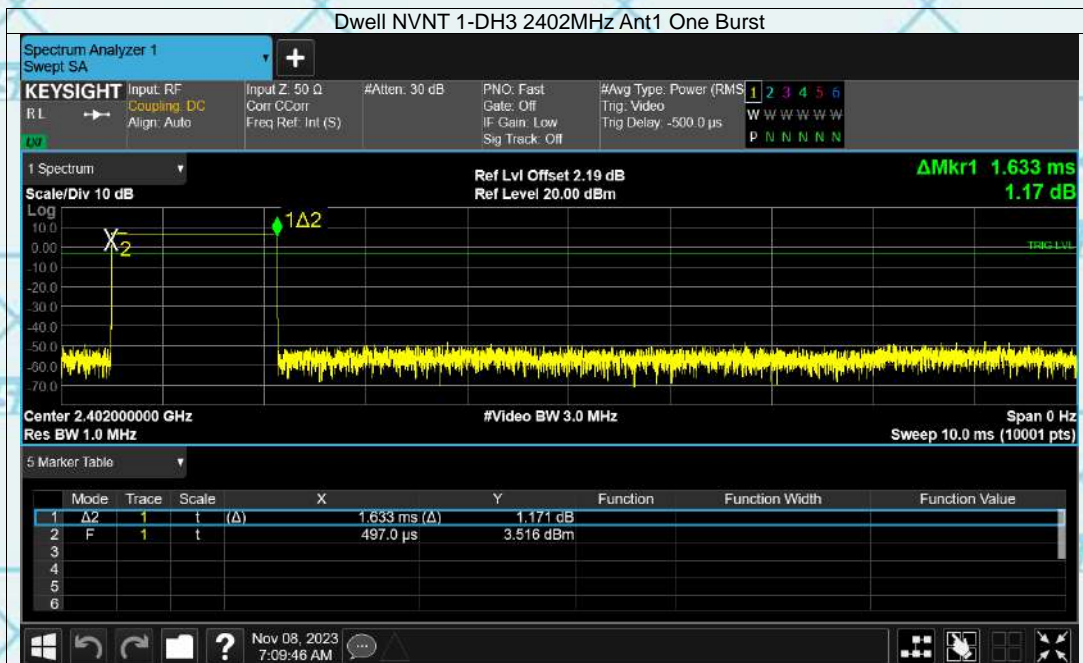 Dwell NVNT 1-DH3 2402MHz Ant1 One Burst
Spectrum Analyzer 1
Swept SA
+
KEYSIGHT Input: RF Input Z: 50 Ω #Atten: 30 dB PNO: Fast #Avg Type: Power (RMS 1 2 3 4 5 6
RL Coupling: DC Corr CCorr Gate: Off Trig: Video W W W W W W
Align: Auto Freq Ref: Int (S) IF Gain: Low Trig Delay: -500.0 µs
LXI Sig Track: Off P N N N N N
1 Spectrum Ref Lvl Offset 2.19 dB ΔMkr1 1.633 ms
Scale/Div 10 dB Ref Level 20.00 dBm 1.17 dB
Log
10.0
1Δ2
X2
0.00
TRIG LVL
-10.0
-20.0
-30.0
-40.0
-50.0
-60.0
-70.0
Center 2.402000000 GHz #Video BW 3.0 MHz Span 0 Hz
Res BW 1.0 MHz Sweep 10.0 ms (10001 pts)
5 Marker Table
Mode Trace Scale X Y Function Function Width Function Value
1 Δ2 1 t (Δ) 1.633 ms (Δ) 1.171 dB
2 F 1 t 497.0 µs 3.516 dBm
3
4
5
6
? Nov 08, 2023
7:09:46 AM